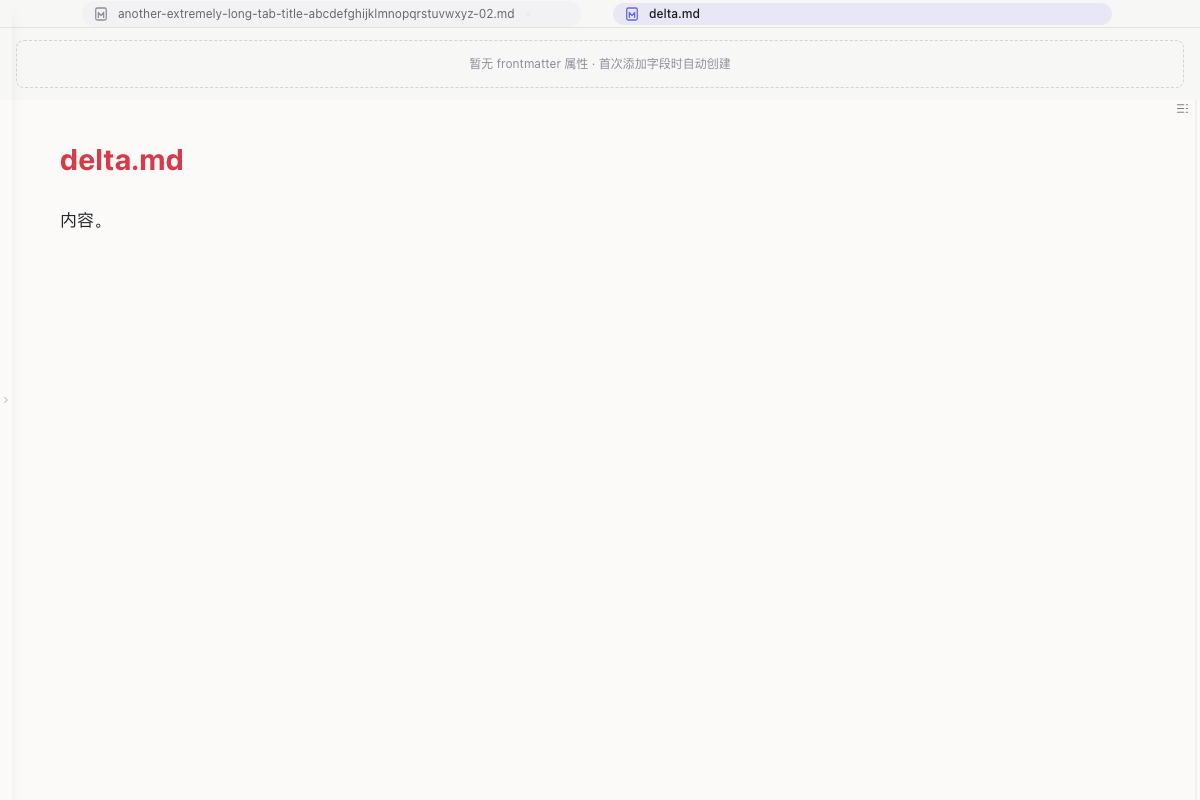 another-extremely-long-tab-title-abcdefghijklmnopqrstuvwxyz-02.md
delta.md
暂无 frontmatter 属性 · 首次添加字段时自动创建
delta.md
内容。